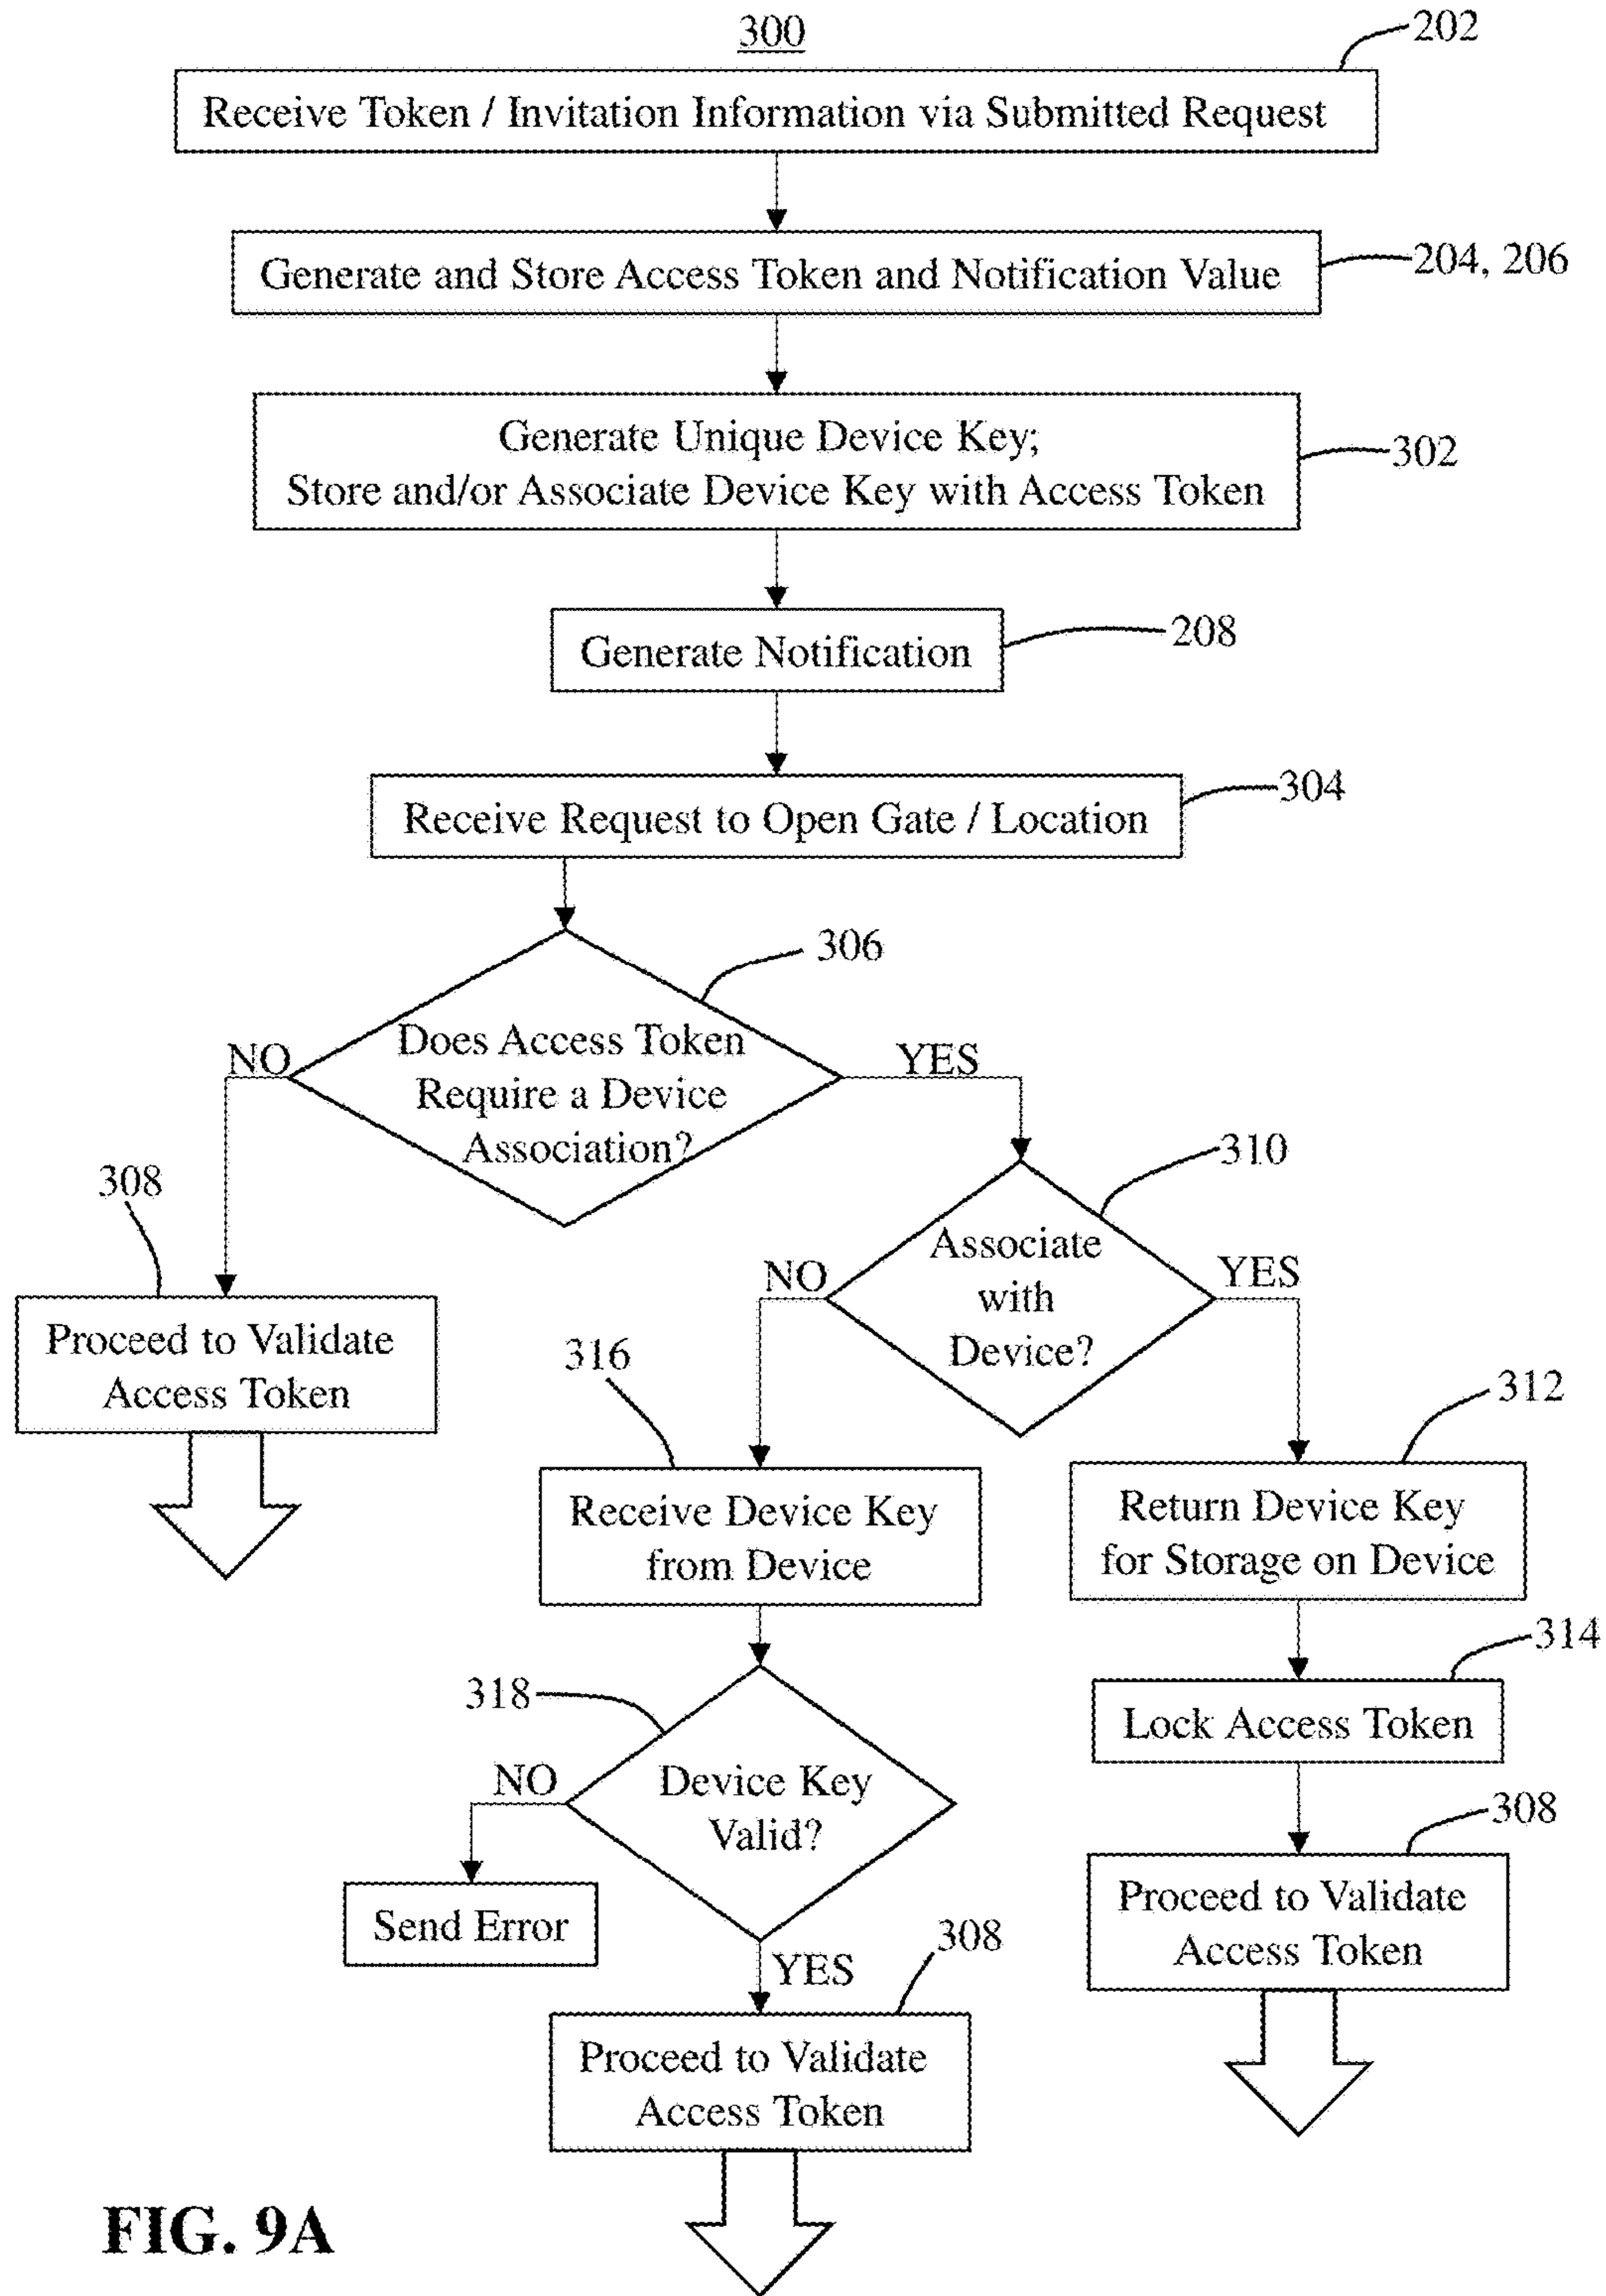 300
202
Receive Token / Invitation Information via Submitted Request
Generate and Store Access Token and Notification Value
204, 206
Generate Unique Device Key;
Store and/or Associate Device Key with Access Token
302
Generate Notification
208
Receive Request to Open Gate / Location
304
306
Does Access Token
Require a Device
Association?
NO
YES
308
Proceed to Validate
Access Token
310
Associate
with
Device?
NO
YES
316
Receive Device Key
from Device
312
Return Device Key
for Storage on Device
314
Lock Access Token
318
Device Key
Valid?
NO
Send Error
YES
308
Proceed to Validate
Access Token
308
Proceed to Validate
Access Token
FIG. 9A